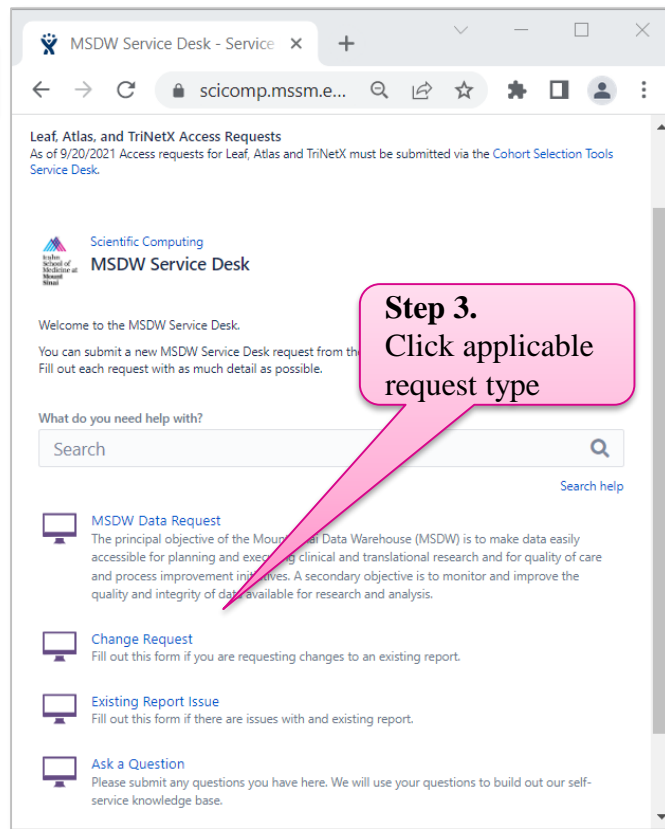 MSDW Service Desk - Service
scicomp.mssm.e...
Leaf, Atlas, and TriNetX Access Requests
As of 9/20/2021 Access requests for Leaf, Atlas and TriNetX must be submitted via the Cohort Selection Tools
Service Desk.
Icahn
School of
Medicine at
Mount
Sinai
Scientific Computing
MSDW Service Desk
Step 3.
Click applicable
request type
Welcome to the MSDW Service Desk.
You can submit a new MSDW Service Desk request from the
Fill out each request with as much detail as possible.
What do you need help with?
Search
Search help
MSDW Data Request
The principal objective of the Mount Data Warehouse (MSDW) is to make data easily
accessible for planning and clinical and translational research and for quality of care
and process improvement A secondary objective is to monitor and improve the
quality and integrity of available for research and analysis.
Change Request
Fill out this form if you are requesting changes to an existing report.
Existing Report Issue
Fill out this form if there are issues with and existing report.
Ask a Question
Please submit any questions you have here. We will use your questions to build out our self-
service knowledge base.